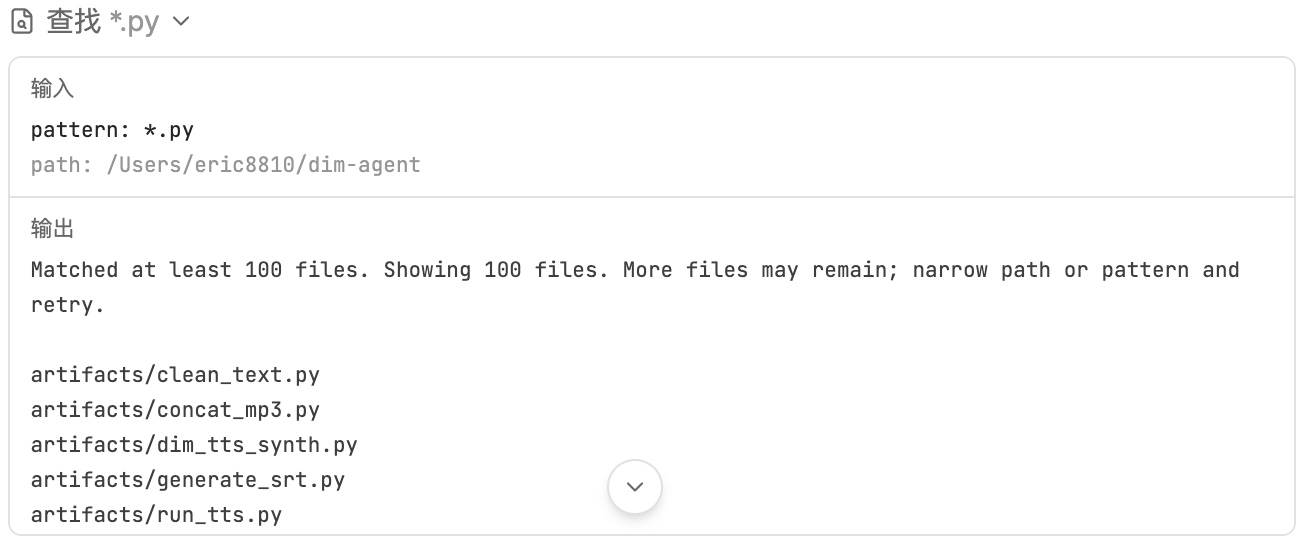 查找 *.py
输入
pattern: *.py
path: /Users/eric8810/dim-agent
输出
Matched at least 100 files. Showing 100 files. More files may remain; narrow path or pattern and
retry.
artifacts/clean_text.py
artifacts/concat_mp3.py
artifacts/dim_tts_synth.py
artifacts/generate_srt.py
artifacts/run_tts.py